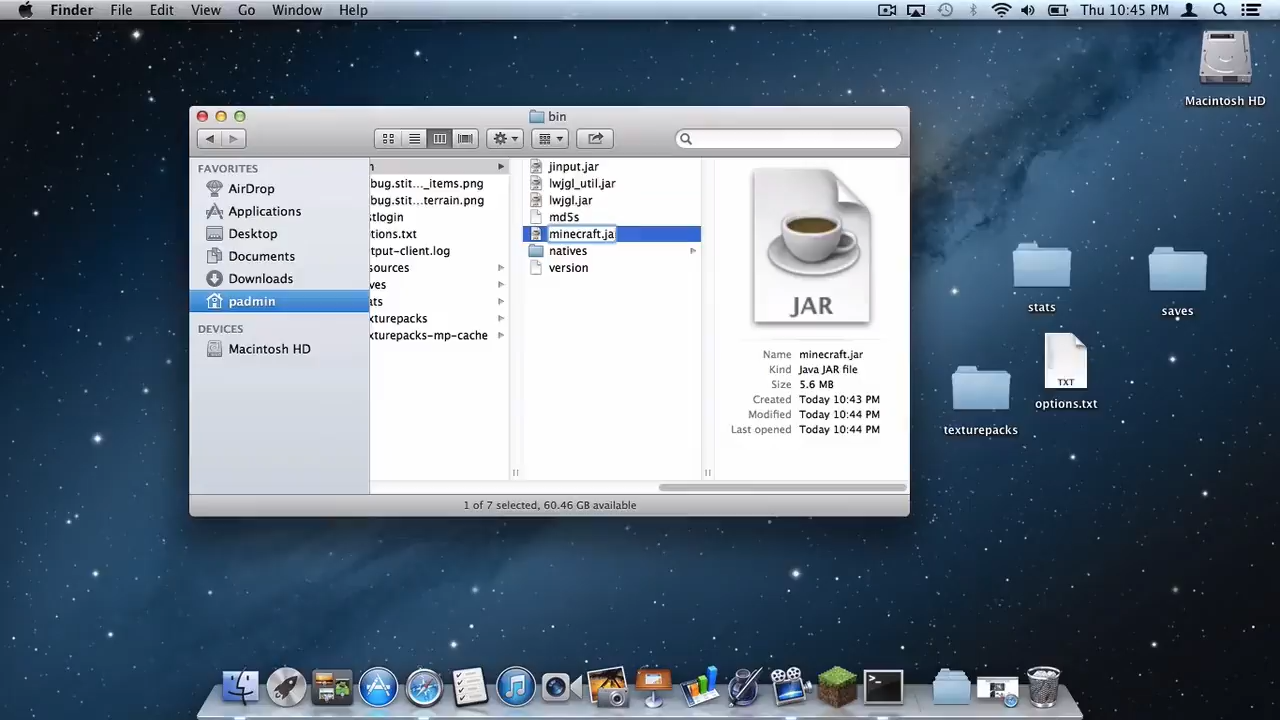 Finder File Edit View Go Window Help
Thu 10:45 PM
Macintosh HD
bin
FAVORITES
AirDrop
Applications
Desktop
Documents
Downloads
padmin
DEVICES
Macintosh HD
bug.stit..._items.png
bug.stit...terrain.png
stlogin
tions.txt
tput-client.log
sources
ves
ats
xturepacks
xturepacks-mp-cache
jinput.jar
lwjgl_util.jar
lwjgl.jar
md5s
minecraft.ja
natives
version
JAR
Name minecraft.jar
Kind Java JAR file
Size 5.6 MB
Created Today 10:43 PM
Modified Today 10:44 PM
Last opened Today 10:44 PM
1 of 7 selected, 60.46 GB available
stats
saves
TXT
options.txt
texturepacks